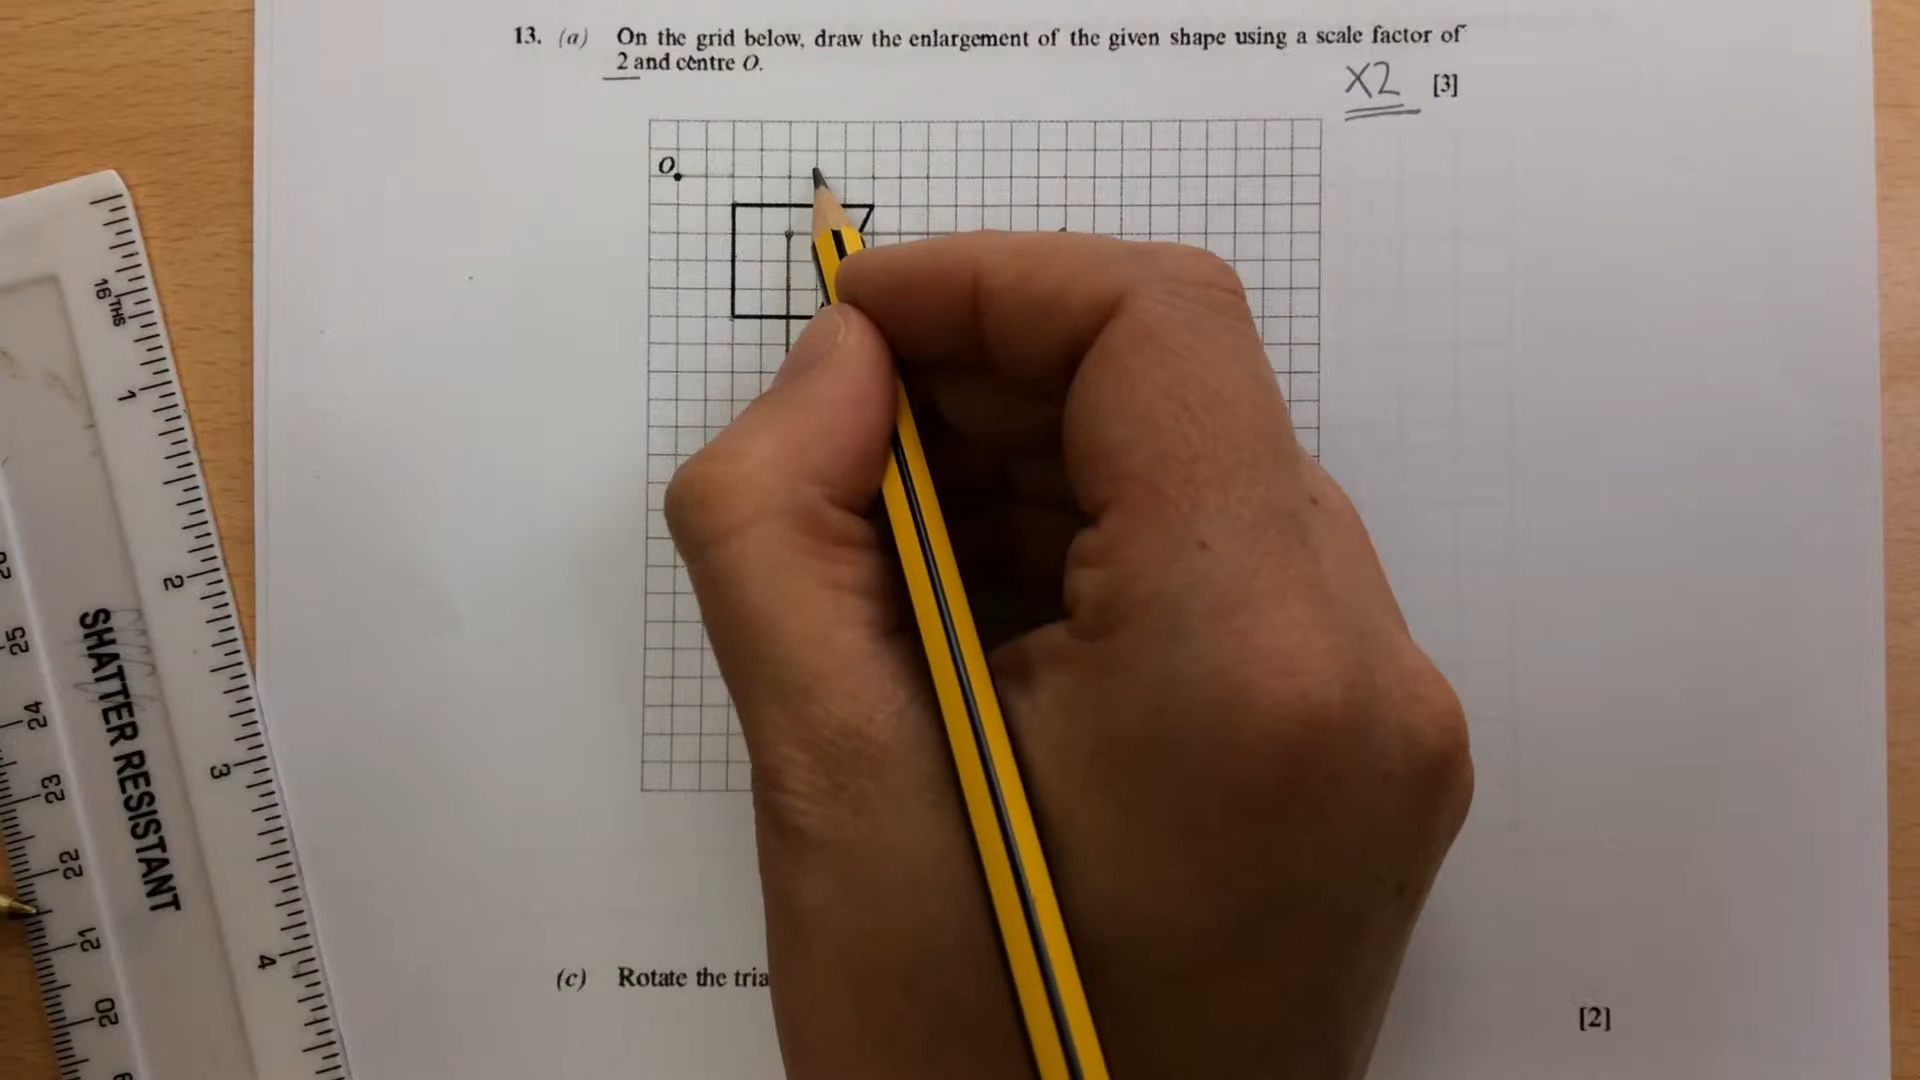 13. (a) On the grid below, draw the enlargement of the given shape using a scale factor of
2 and centre O.
×2 [3]
O
(c) Rotate the tria
[2]
16THS
1
2
3
4
SHATTER RESISTANT
25
24
23
22
21
20